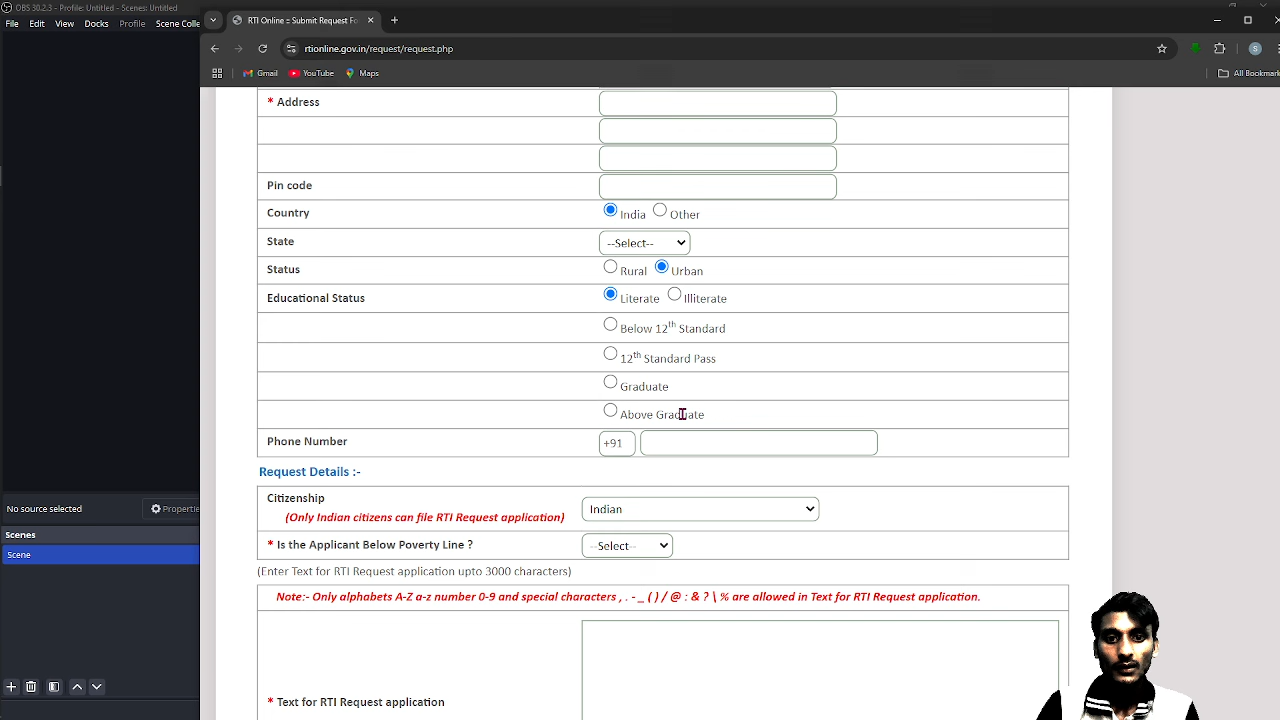 OBS 30.2.3 - Profile: Untitled - Scenes: Untitled
File Edit View Docks Profile Scene Colle
RTI Online :: Submit Request Fo
rtionline.gov.in/request/request.php
S
Gmail YouTube Maps
All Bookmark
* Address
Pin code
Country India Other
State --Select--
Status Rural Urban
Educational Status Literate Illiterate
Below 12th Standard
12th Standard Pass
Graduate
Above Graduate
Phone Number +91
Request Details :-
Citizenship
(Only Indian citizens can file RTI Request application) Indian
* Is the Applicant Below Poverty Line ? --Select--
(Enter Text for RTI Request application upto 3000 characters)
Note:- Only alphabets A-Z a-z number 0-9 and special characters , . - _ ( ) / @ : & ? \ % are allowed in Text for RTI Request application.
* Text for RTI Request application
No source selected
Propertie
Scenes
Scene